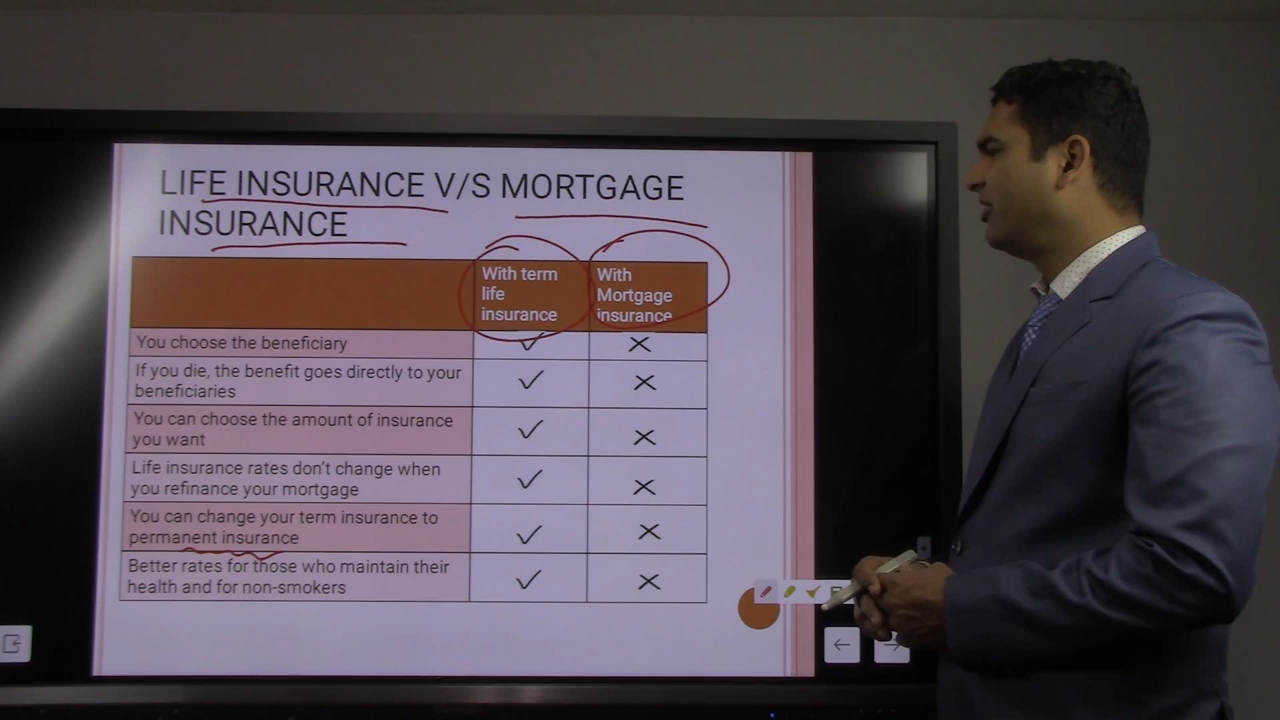 LIFE INSURANCE V/S MORTGAGE
INSURANCE
With term
life
insurance
With
Mortgage
insurance
You choose the beneficiary
If you die, the benefit goes directly to your
beneficiaries
You can choose the amount of insurance
you want
Life insurance rates don't change when
you refinance your mortgage
You can change your term insurance to
permanent insurance
Better rates for those who maintain their
health and for non-smokers